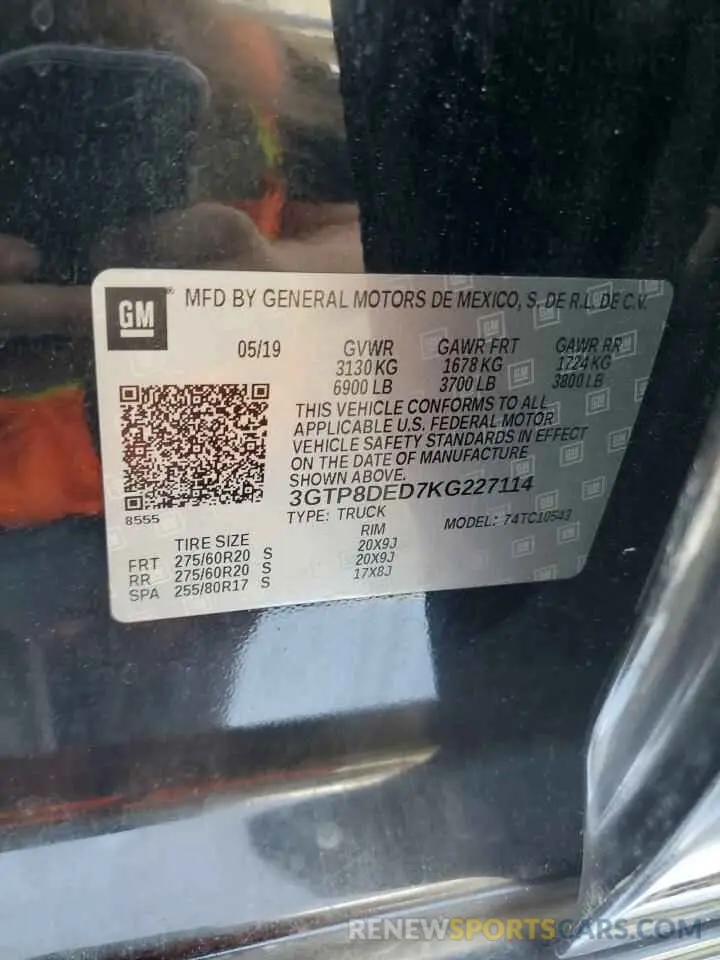 GM ® MFD BY GENERAL MOTORS DE MEXICO, S. DE R.L. DE C.V.
05/19 GVWR GAWR FRT GAWR RR
3130 KG 1678 KG 1724 KG
6900 LB 3700 LB 3800 LB
THIS VEHICLE CONFORMS TO ALL
APPLICABLE U.S. FEDERAL MOTOR
VEHICLE SAFETY STANDARDS IN EFFECT
ON THE DATE OF MANUFACTURE
SHOWN ABOVE.
3GTP8DED7KG227114
8555
TYPE: TRUCK MODEL: 74TC10543
TIRE SIZE RIM
FRT 275/60R20 S 20X9J
RR 275/60R20 S 20X9J
SPA 255/80R17 S 17X8J
RENEWSPORTSCARS.COM